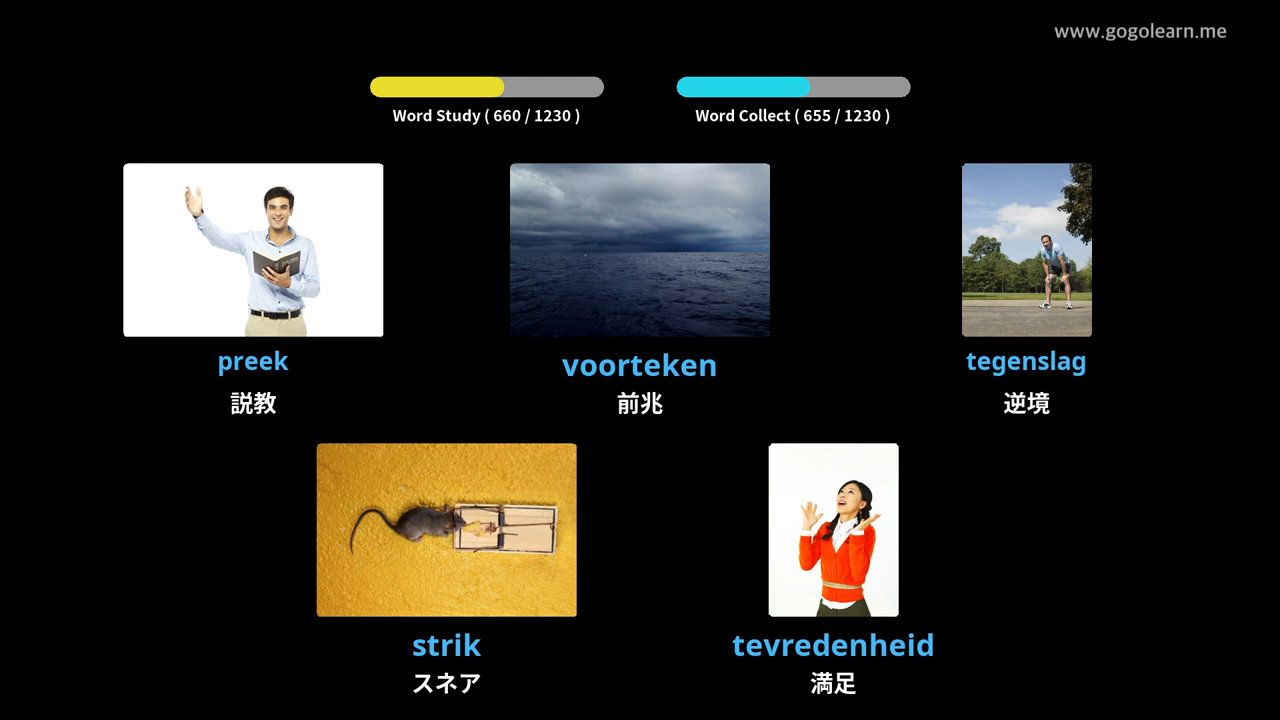 www.gogolearn.me
Word Study ( 660 / 1230 )
Word Collect ( 655 / 1230 )
preek
説教
voorteken
前兆
tegenslag
逆境
strik
スネア
tevredenheid
満足